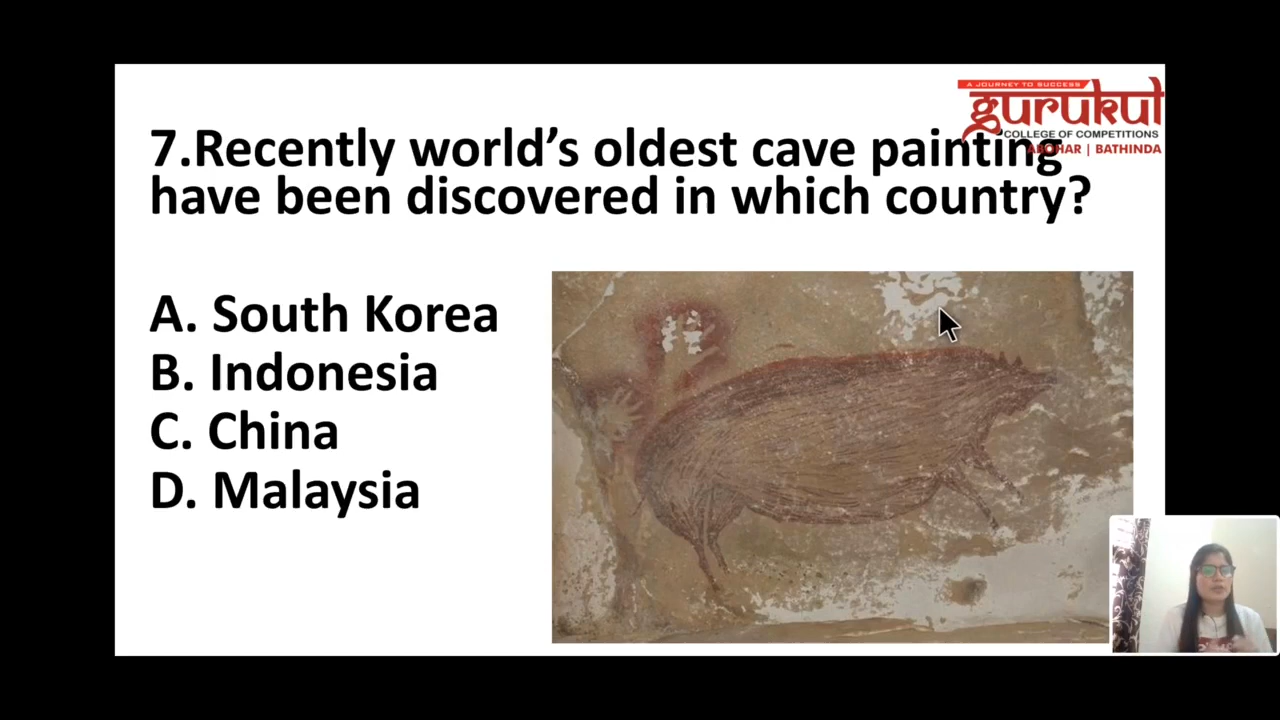 A JOURNEY TO SUCCESS
gurukul
COLLEGE OF COMPETITIONS
ABOHAR | BATHINDA
7.Recently world’s oldest cave painting
have been discovered in which country?
A. South Korea
B. Indonesia
C. China
D. Malaysia